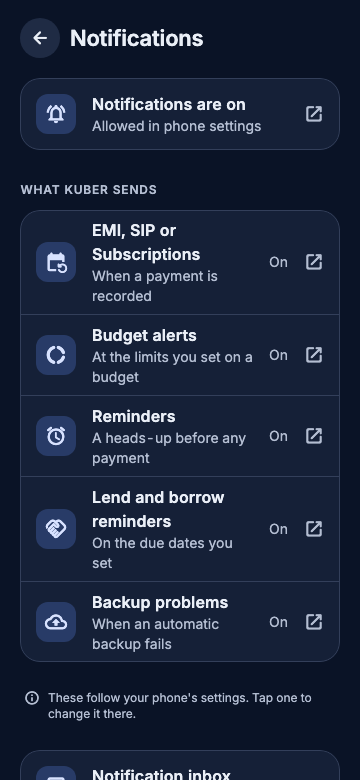 Notifications
Notifications are on
Allowed in phone settings
WHAT KUBER SENDS
EMI, SIP or
Subscriptions
When a payment is
recorded
On
Budget alerts
At the limits you set on a
budget
On
Reminders
A heads-up before any
payment
On
Lend and borrow
reminders
On the due dates you
set
On
Backup problems
When an automatic
backup fails
On
These follow your phone's settings. Tap one to
change it there.
Notification inbox